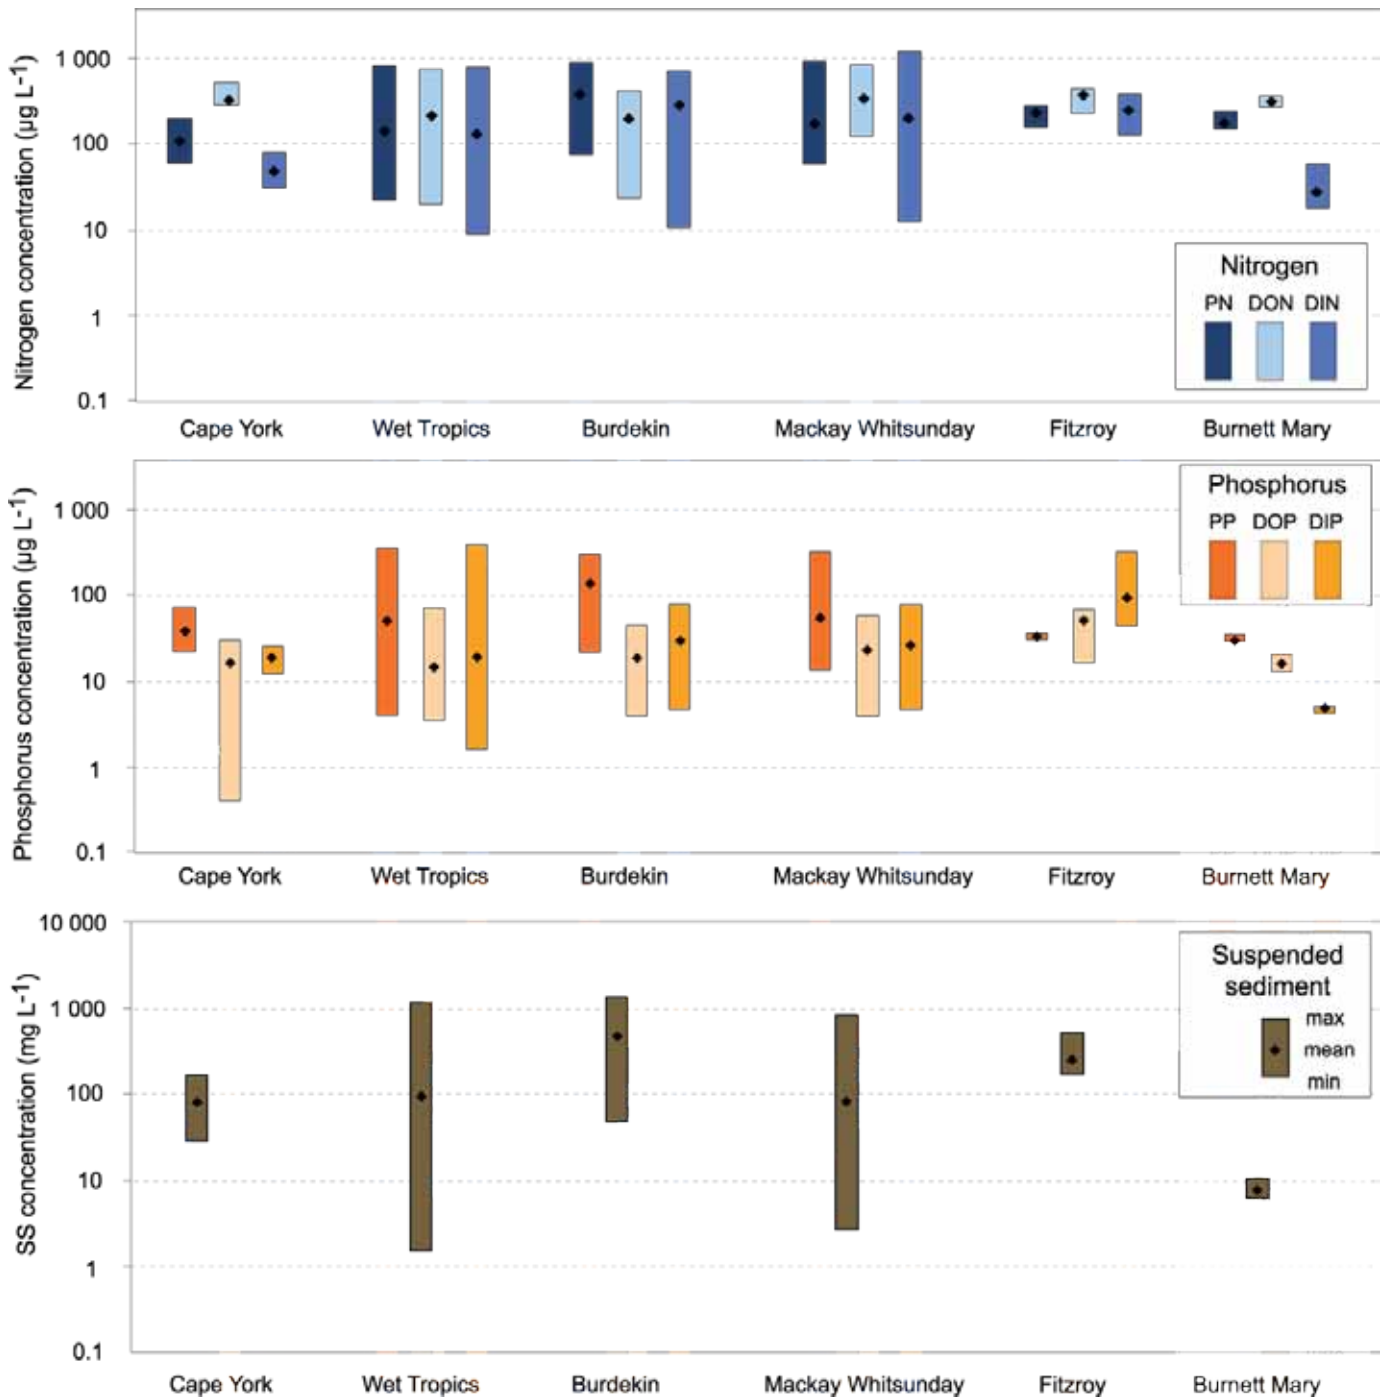 Nitrogen concentration (µg L⁻¹)
1 000
100
10
1
0.1
Nitrogen
PN DON DIN
Cape York Wet Tropics Burdekin Mackay Whitsunday Fitzroy Burnett Mary
Phosphorus concentration (µg L⁻¹)
1 000
100
10
1
0.1
Phosphorus
PP DOP DIP
Cape York Wet Tropics Burdekin Mackay Whitsunday Fitzroy Burnett Mary
SS concentration (mg L⁻¹)
10 000
1 000
100
10
1
0.1
Suspended
sediment
max
mean
min
Cape York Wet Tropics Burdekin Mackay Whitsunday Fitzroy Burnett Mary